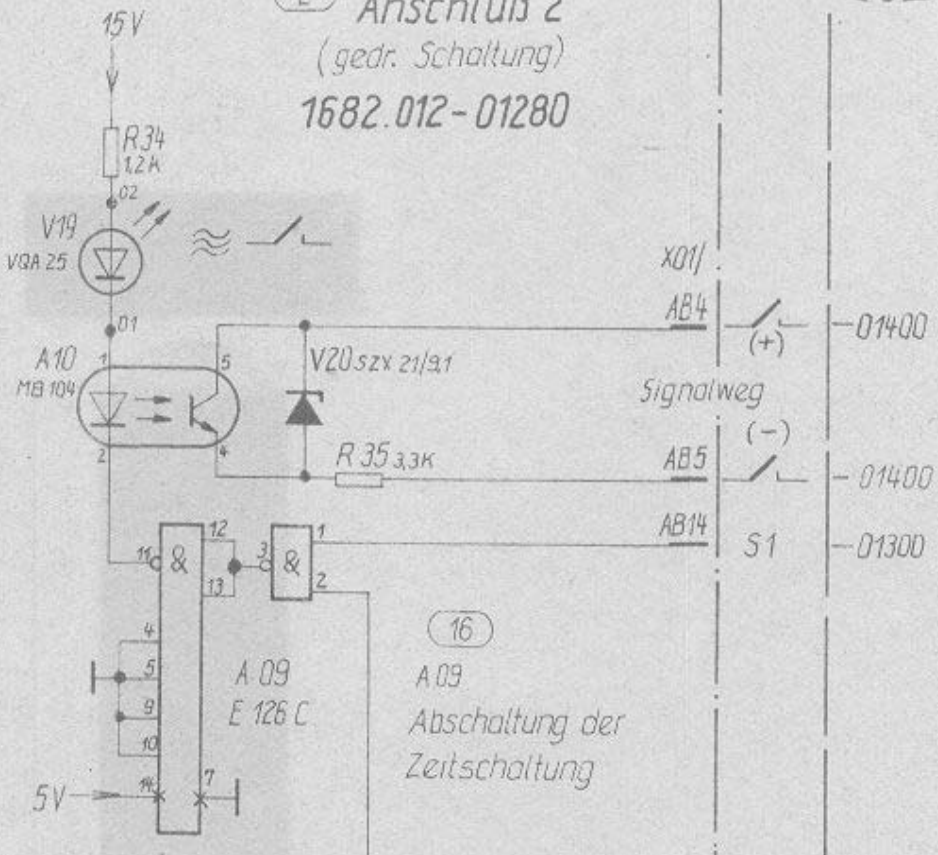 Anschluß 2
(gedr. Schaltung)
1682.012-01280
15V
R34
1,2K
02
V19
VQA 25
01
A10
MB 104
1
5
2
4
V20 SZX 21/9,1
R 35 3,3K
X01/
AB4
(+)
01400
Signalweg
(-)
AB5
01400
AB14
S1
01300
11
&
12
13
3
&
1
2
4
5
9
10
14
7
5V
A 09
E 126 C
16
A 09
Abschaltung der
Zeitschaltung